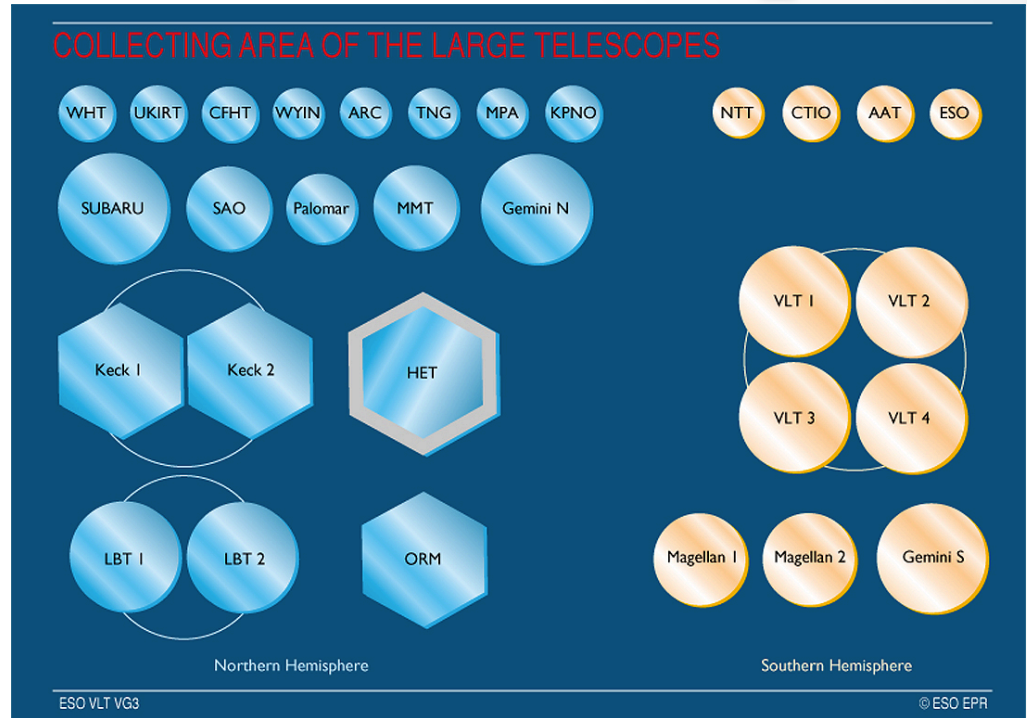 COLLECTING AREA OF THE LARGE TELESCOPES
WHT UKIRT CFHT WYIN ARC TNG MPA KPNO NTT CTIO AAT ESO
SUBARU SAO Palomar MMT Gemini N
VLT 1 VLT 2
Keck 1 Keck 2 HET
VLT 3 VLT 4
LBT 1 LBT 2 ORM Magellan 1 Magellan 2 Gemini S
Northern Hemisphere Southern Hemisphere
ESO VLT VG3 © ESO EPR